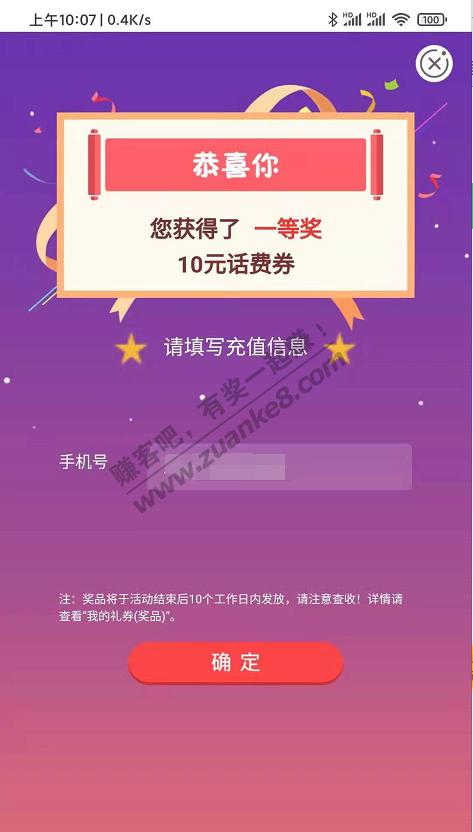 上午10:07 | 0.4K/s
HD HD 100
恭喜你
您获得了 一等奖
10元话费券
请填写充值信息
赚客吧，有奖一起赚！
www.zuanke8.com
手机号
注：奖品将于活动结束后10个工作日内发放，请注意查收！详情请
查看"我的礼券(奖品)"。
确 定